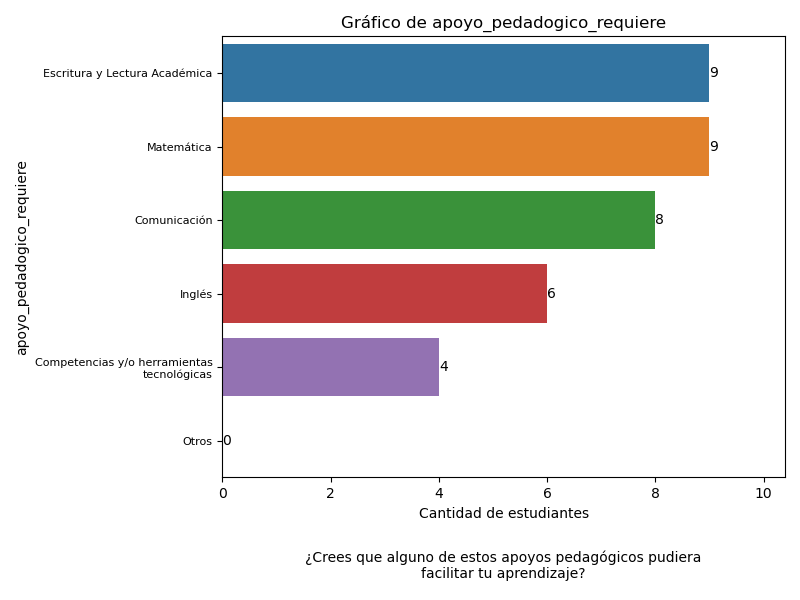 Gráfico de apoyo_pedadogico_requiere
apoyo_pedadogico_requiere
Escritura y Lectura Académica
9
Matemática
9
Comunicación
8
Inglés
6
Competencias y/o herramientas
tecnológicas
4
Otros
0
0 2 4 6 8 10
Cantidad de estudiantes
¿Crees que alguno de estos apoyos pedagógicos pudiera
facilitar tu aprendizaje?